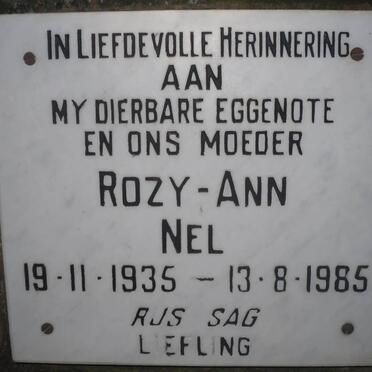 IN LIEFDEVOLLE HERINNERING
AAN
MY DIERBARE EGGENOTE
EN ONS MOEDER
ROZY-ANN
NEL
19·11·1935 – 13·8·1985
RJS SAG
LIEFLING